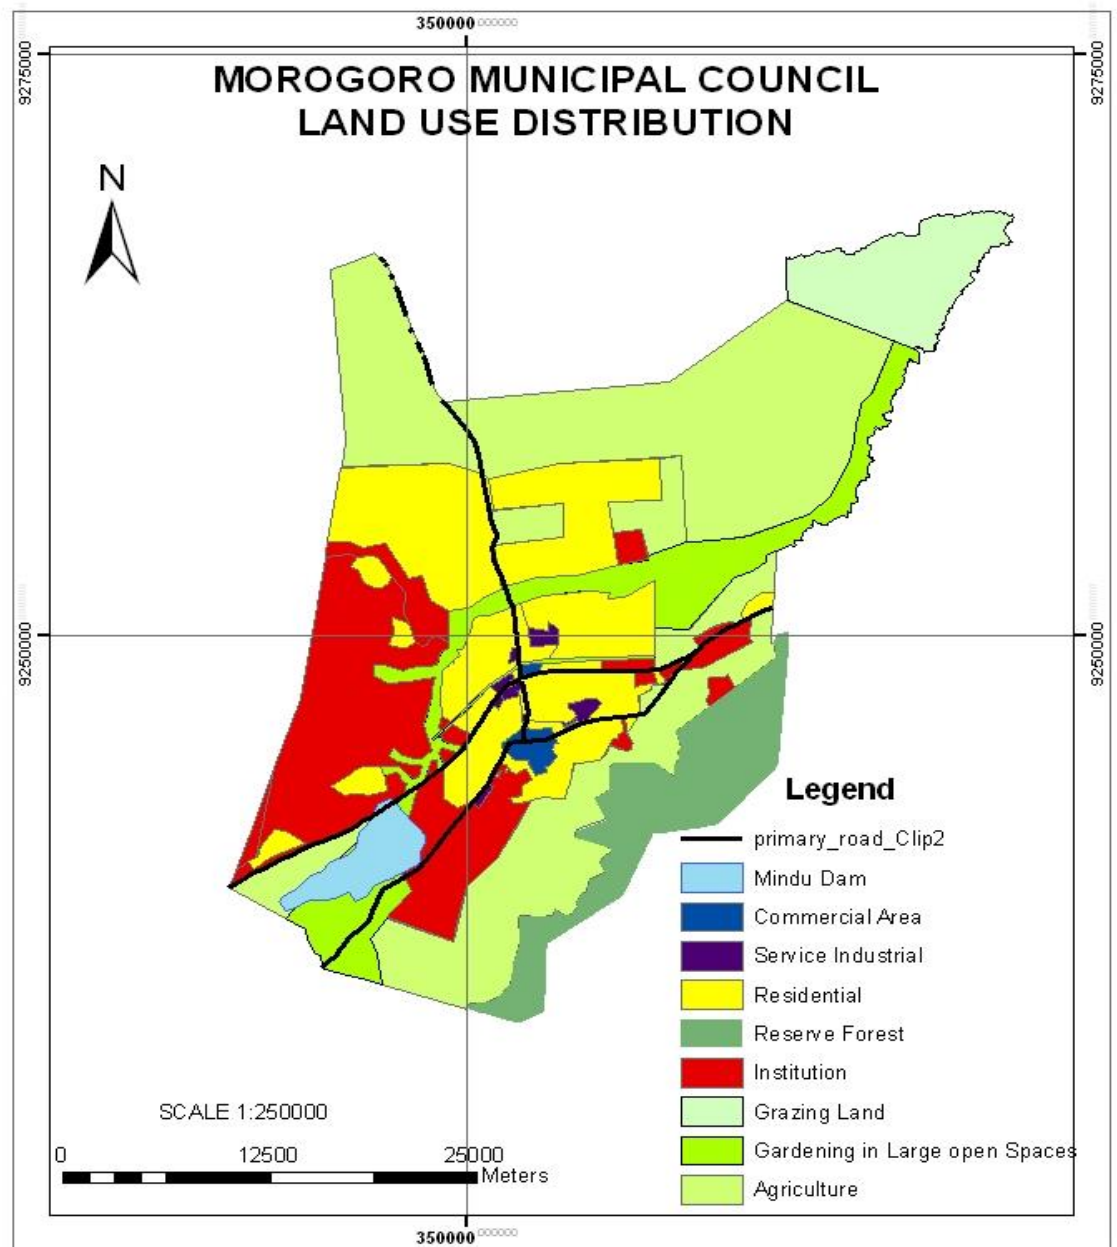 350000
MOROGORO MUNICIPAL COUNCIL
LAND USE DISTRIBUTION
9275000
9275000
N
9250000
9250000
Legend
primary_road_Clip2
Mindu Dam
Commercial Area
Service Industrial
Residential
Reserve Forest
Institution
Grazing Land
Gardening in Large open Spaces
Agriculture
SCALE 1:250000
0 12500 25000
Meters
350000